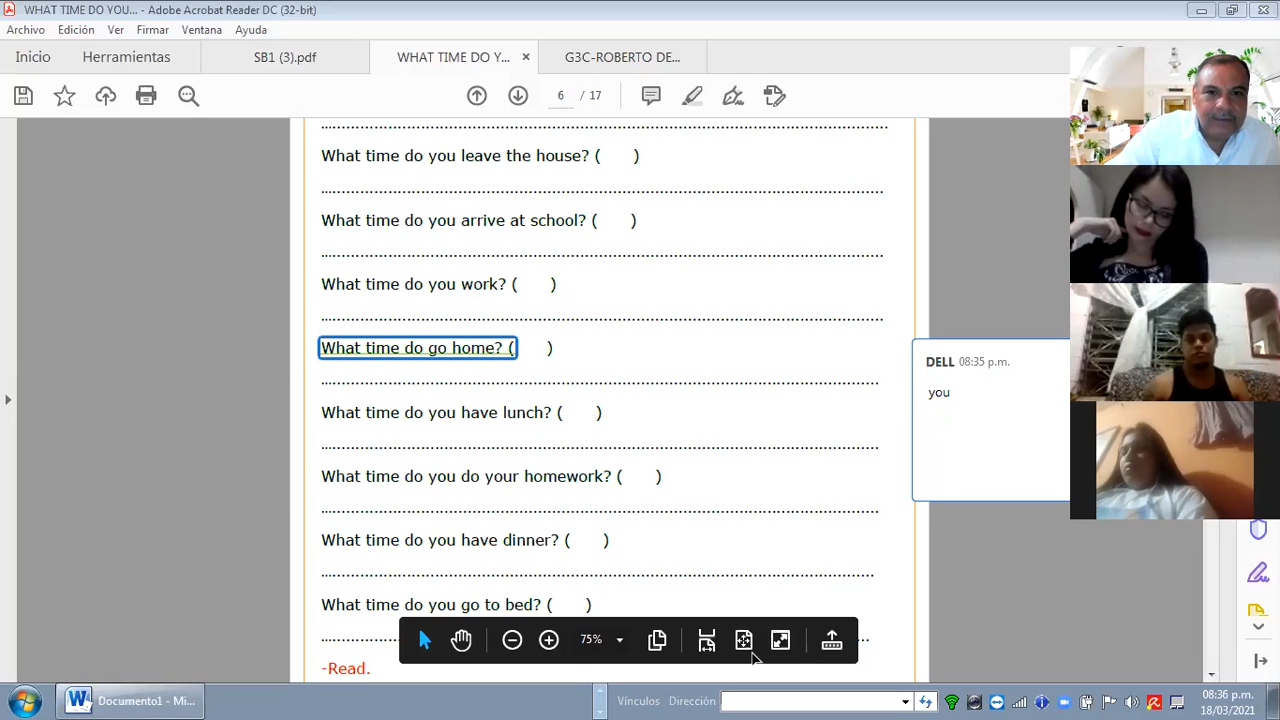 WHAT TIME DO YOU... - Adobe Acrobat Reader DC (32-bit)
Archivo Edición Ver Firmar Ventana Ayuda
Inicio Herramientas SB1 (3).pdf WHAT TIME DO Y... × G3C-ROBERTO DE...
6 / 17
What time do you leave the house? ( )
What time do you arrive at school? ( )
What time do you work? ( )
What time do go home? ( )
DELL 08:35 p.m.
you
What time do you have lunch? ( )
What time do you do your homework? ( )
What time do you have dinner? ( )
What time do you go to bed? ( )
75%
-Read.
Documento1 - Mi...
Vínculos Dirección
08:36 p.m.
18/03/2021